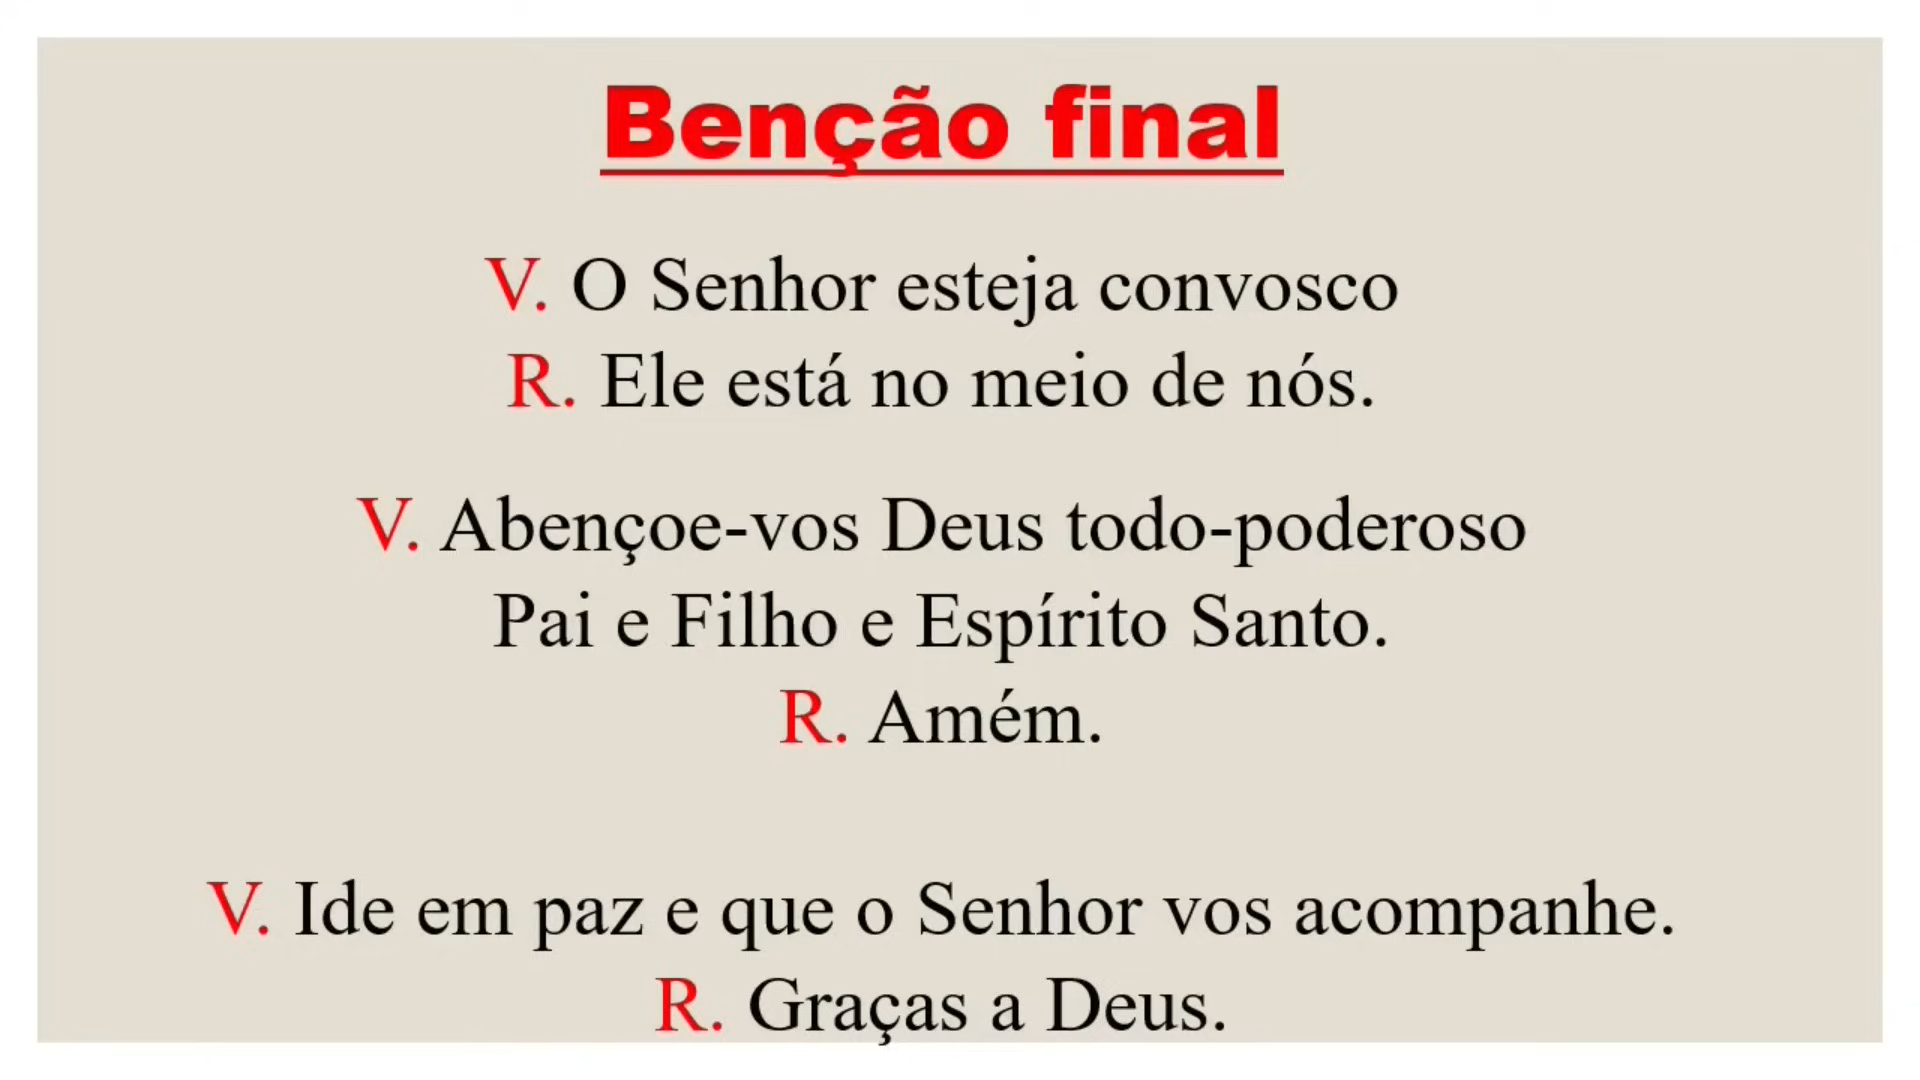 Benção final
V. O Senhor esteja convosco
R. Ele está no meio de nós.
V. Abençoe-vos Deus todo-poderoso
Pai e Filho e Espírito Santo.
R. Amém.
V. Ide em paz e que o Senhor vos acompanhe.
R. Graças a Deus.